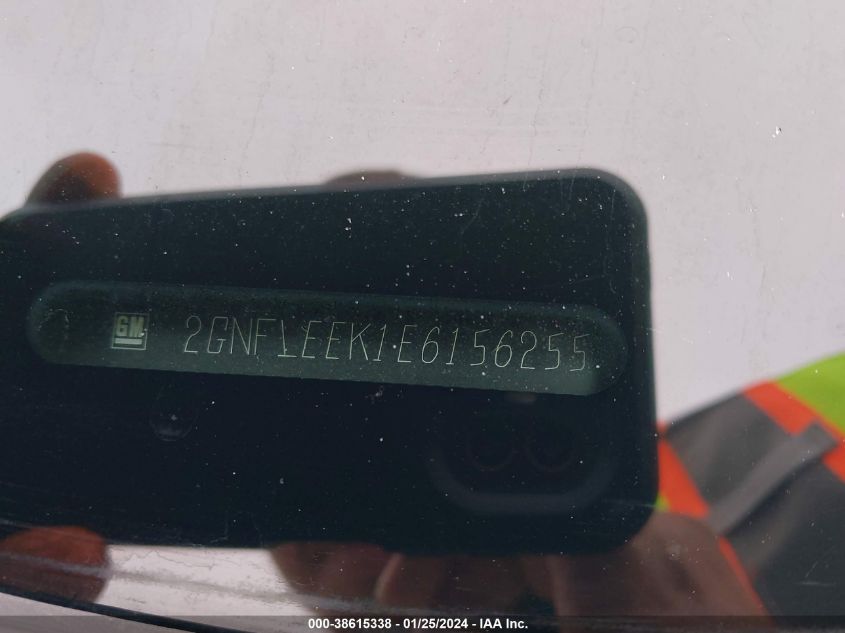 GM 2GNFLEEK1E6156255
000-38615338 - 01/25/2024 - IAA Inc.